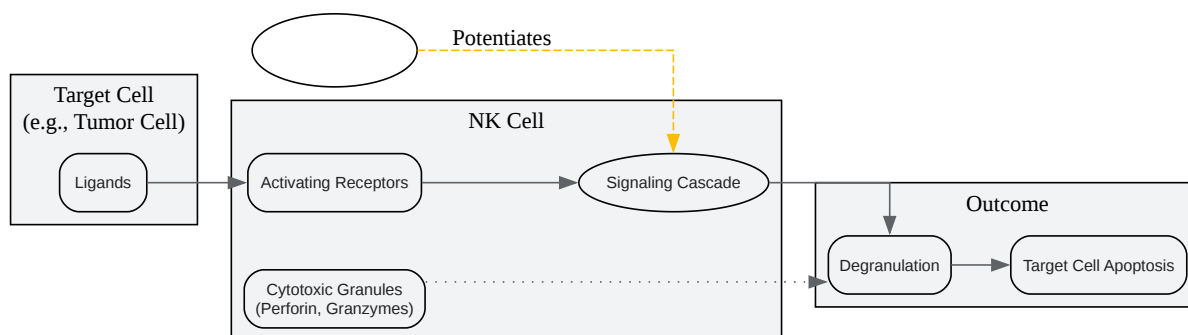 Potentiates
Target Cell
(e.g., Tumor Cell)
NK Cell
Ligands
Activating Receptors
Signaling Cascade
Outcome
Degranulation
Target Cell Apoptosis
Cytotoxic Granules
(Perforin, Granzymes)